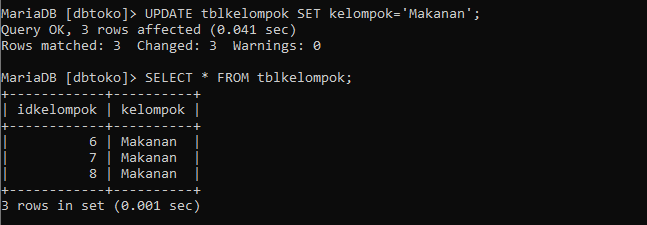 MariaDB [dbtoko]> UPDATE tblkelompok SET kelompok='Makanan';
Query OK, 3 rows affected (0.041 sec)
Rows matched: 3  Changed: 3  Warnings: 0

MariaDB [dbtoko]> SELECT * FROM tblkelompok;
+------------+----------+
| idkelompok | kelompok |
+------------+----------+
|          6 | Makanan  |
|          7 | Makanan  |
|          8 | Makanan  |
+------------+----------+
3 rows in set (0.001 sec)